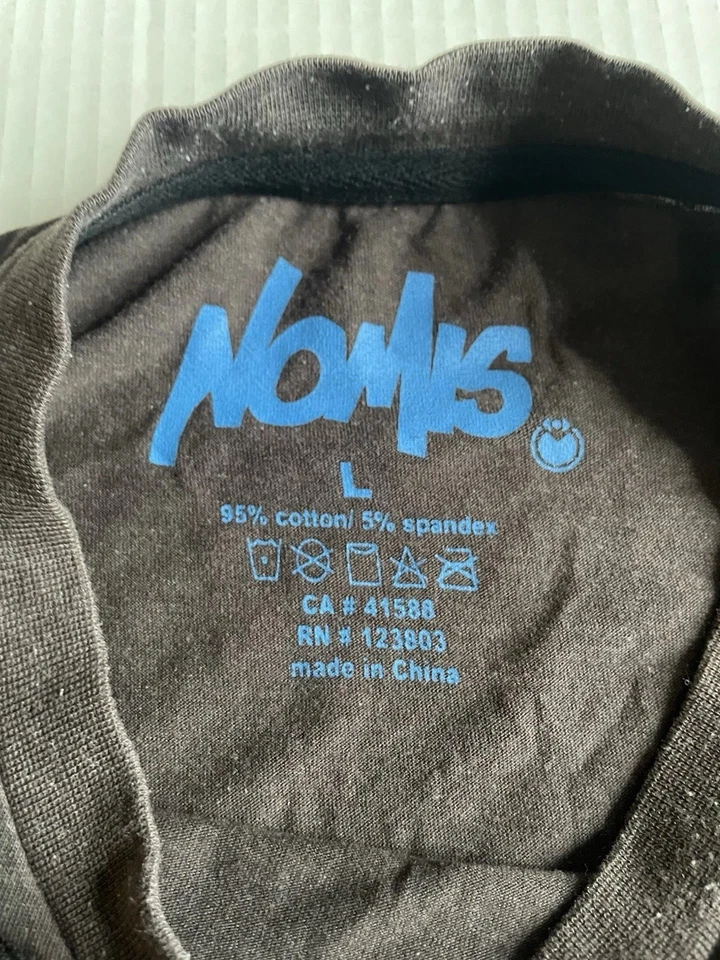 NOMIS
L
95% cotton/ 5% spandex
CA # 41588
RN # 123803
made in China